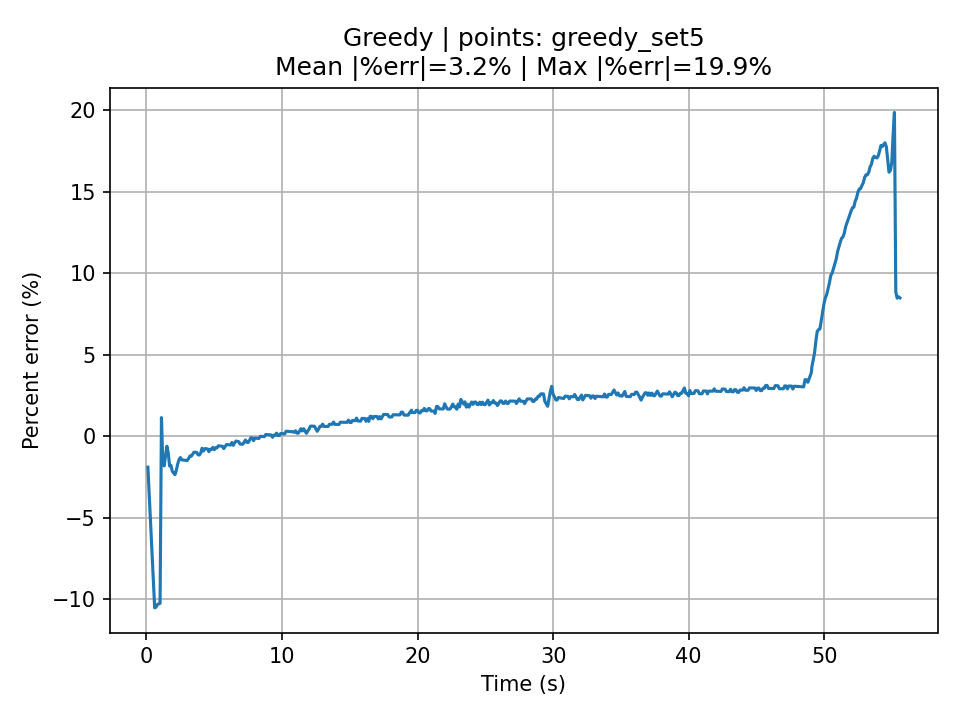 Greedy | points: greedy_set5
Mean |%err|=3.2% | Max |%err|=19.9%
Percent error (%)
20
15
10
5
0
−5
−10
0 10 20 30 40 50
Time (s)